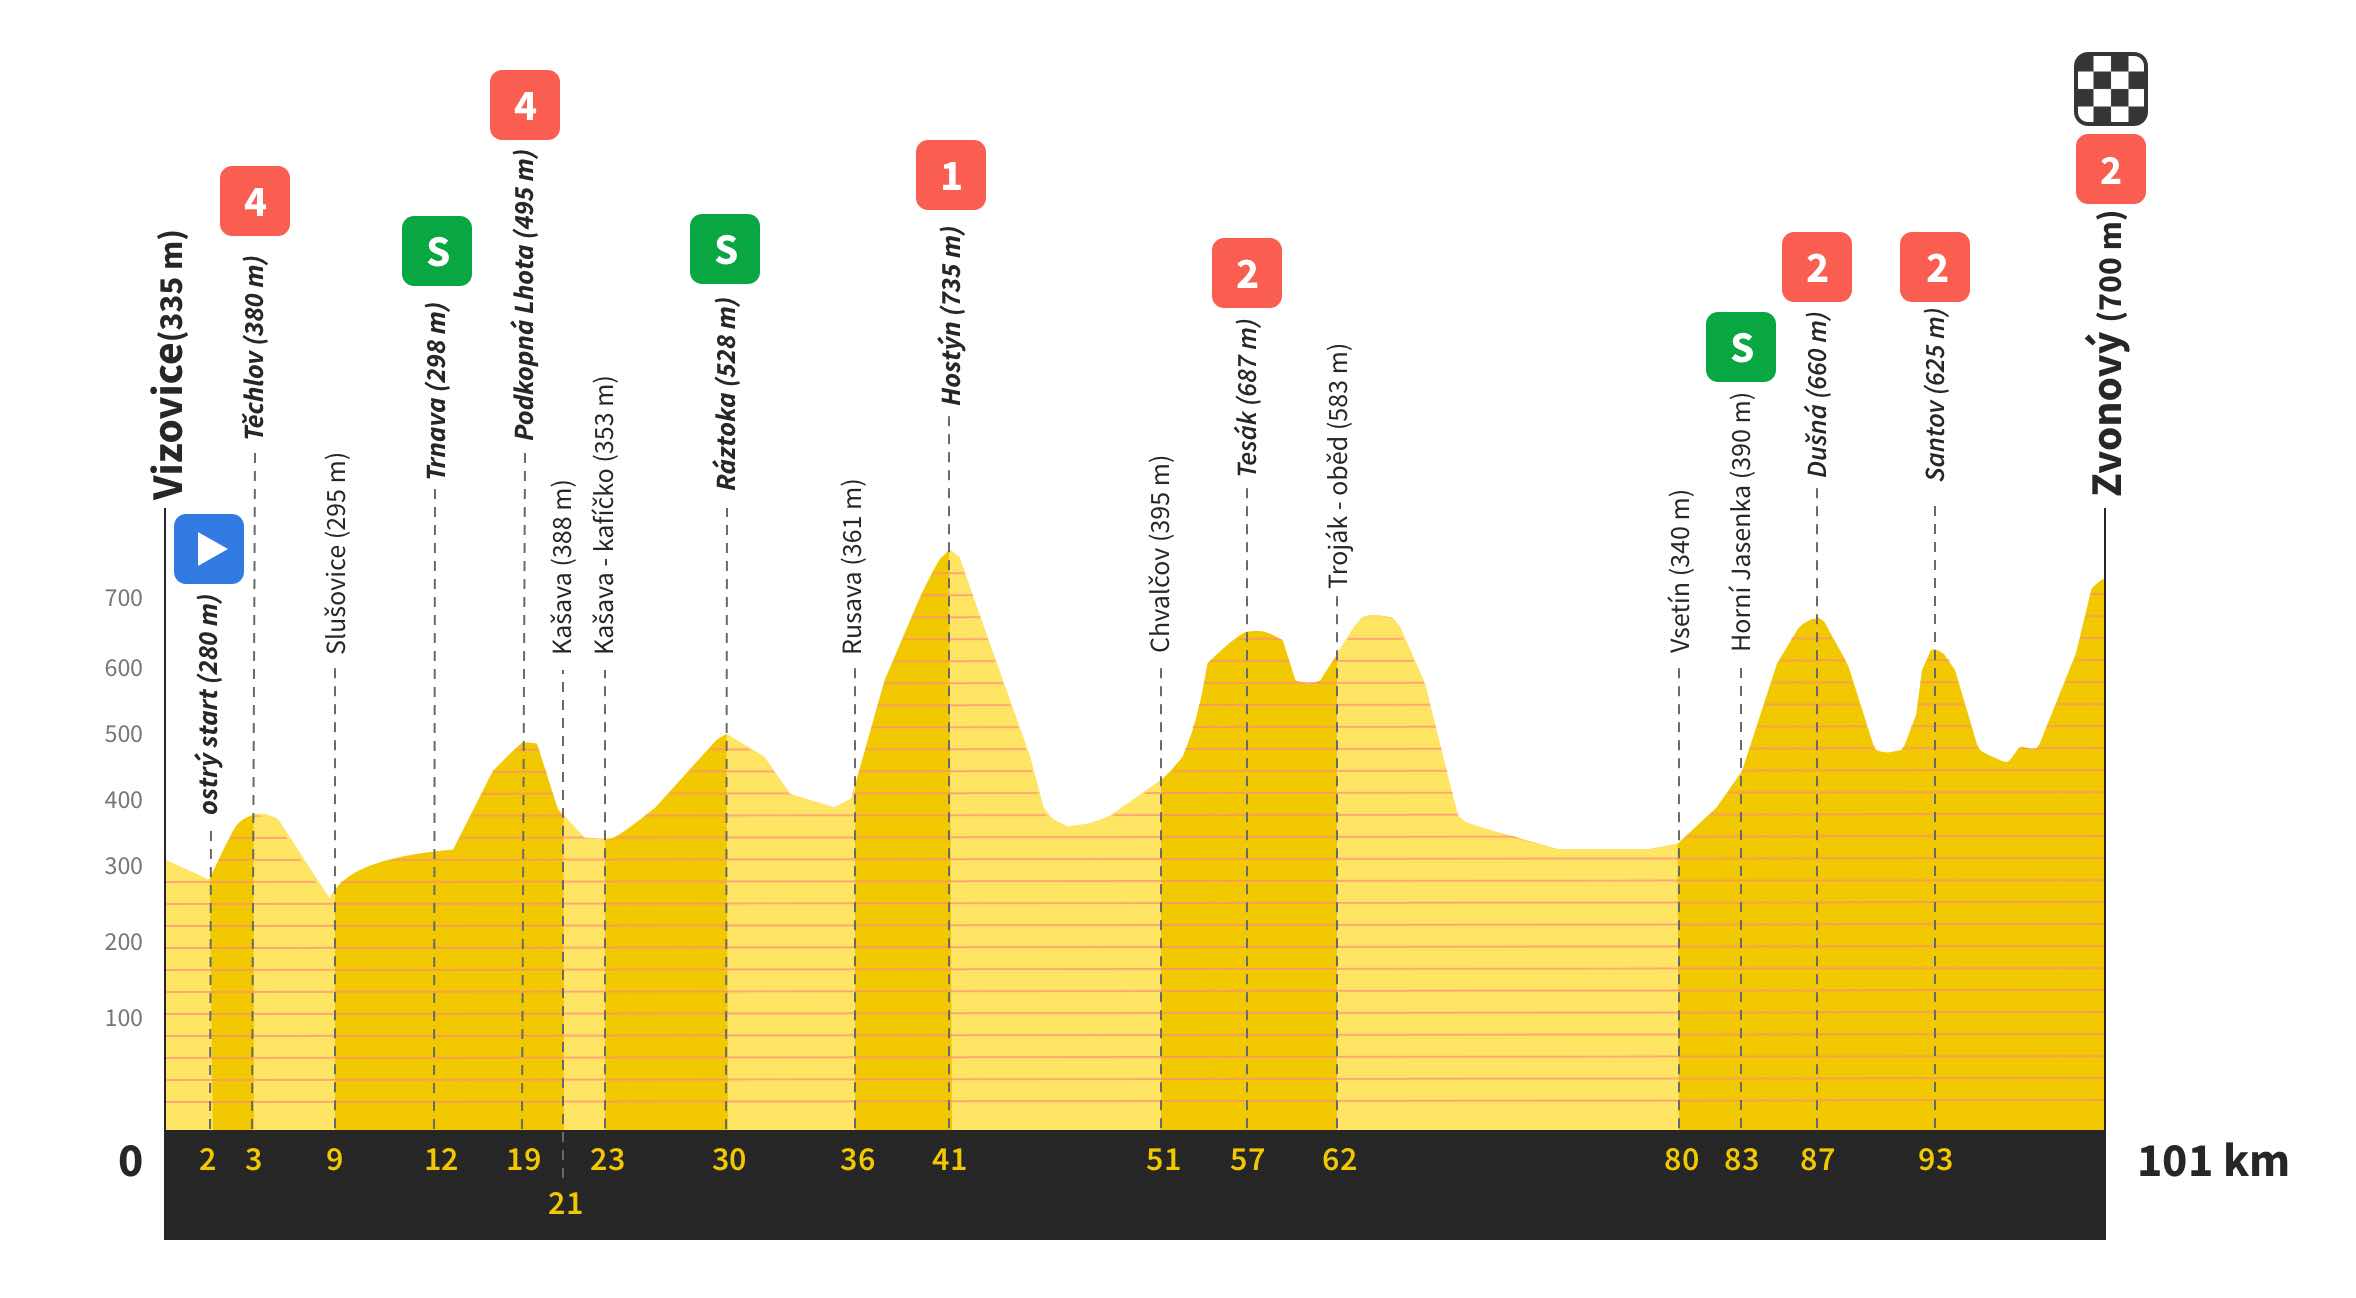 Vizovice(335 m)
ostrý start (280 m)
4
Těchlov (380 m)
Slušovice (295 m)
S
Trnava (298 m)
4
Podkopná Lhota (495 m)
Kašava (388 m)
Kašava - kafíčko (353 m)
S
Ráztoka (528 m)
Rusava (361 m)
1
Hostýn (735 m)
Chvalčov (395 m)
2
Tesák (687 m)
Troják - oběd (583 m)
Vsetín (340 m)
S
Horní Jasenka (390 m)
2
Dušná (660 m)
2
Santov (625 m)
2
Zvonový (700 m)
700
600
500
400
300
200
100
0 2 3 9 12 19 23 30 36 41 51 57 62 80 83 87 93 101 km
21